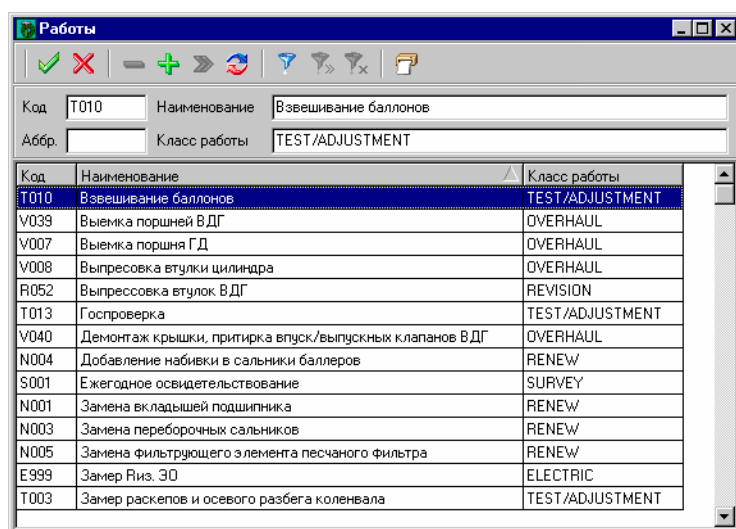 Работы
Код T010 Наименование Взвешивание баллонов
Аббр. Класс работы TEST/ADJUSTMENT
Код Наименование Класс работы
T010 Взвешивание баллонов TEST/ADJUSTMENT
V039 Выемка поршней ВДГ OVERHAUL
V007 Выемка поршня ГД OVERHAUL
V008 Выпресовка втулки цилиндра OVERHAUL
R052 Выпрессовка втулок ВДГ REVISION
T013 Госпроверка TEST/ADJUSTMENT
V040 Демонтаж крышки, притирка впуск/выпускных клапанов ВДГ OVERHAUL
N004 Добавление набивки в сальники баллеров RENEW
S001 Ежегодное освидетельствование SURVEY
N001 Замена вкладышей подшипника RENEW
N003 Замена переборочных сальников RENEW
N005 Замена фильтрующего элемента песчаного фильтра RENEW
E999 Замер Rиз. ЭО ELECTRIC
T003 Замер раскепов и осевого разбега коленвала TEST/ADJUSTMENT